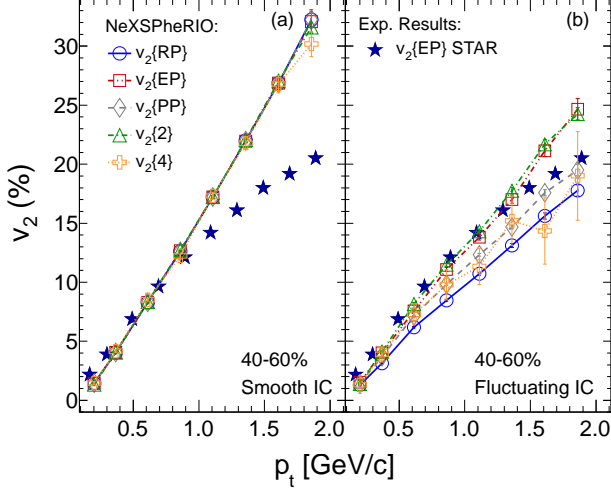 NeXSPheRIO:
v2{RP}
v2{EP}
v2{PP}
v2{2}
v2{4}
(a)
Exp. Results:
v2{EP} STAR
(b)
v2 (%)
30
25
20
15
10
5
0
40-60%
Smooth IC
40-60%
Fluctuating IC
0.5 1.0 1.5 2.0
0.5 1.0 1.5 2.0
pt [GeV/c]